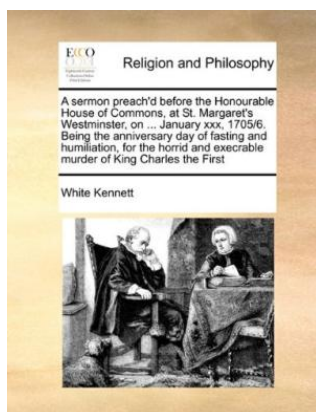 ECCO
Religion and Philosophy
A sermon preach'd before the Honourable
House of Commons, at St. Margaret's
Westminster, on ... January xxx, 1705/6.
Being the anniversary day of fasting and
humiliation, for the horrid and execrable
murder of King Charles the First
White Kennett